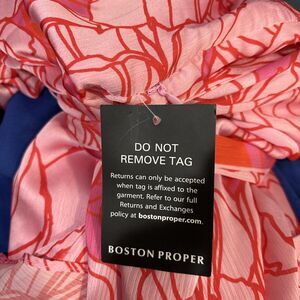 DO NOT
REMOVE TAG
Returns can only be accepted
when tag is affixed to the
garment. Refer to our full
Returns and Exchanges
policy at bostonproper.com.
BOSTON PROPER